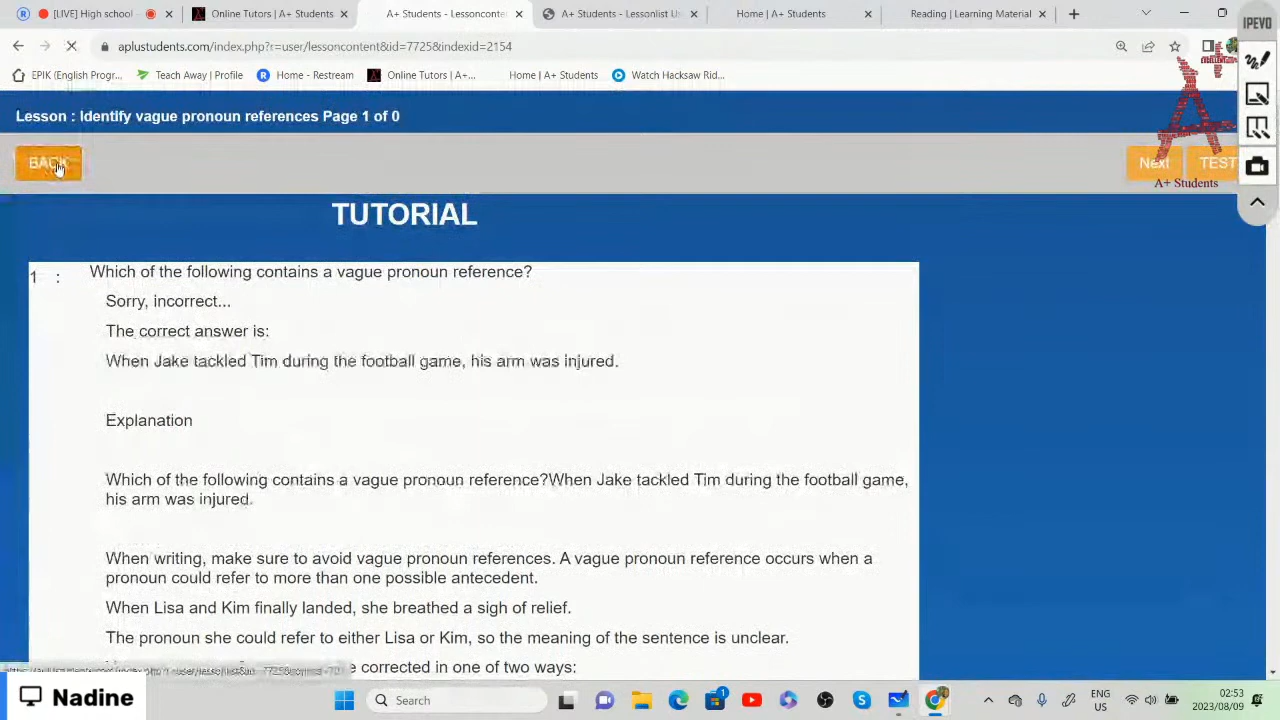 [LIVE] High school
Online Tutors | A+ Students
A+ Students - Lessonconte
A+ Students - Lessonlist Us
Home | A+ Students
Reading | Learning Material
IPEVO
aplustudents.com/index.php?r=user/lessoncontent&id=7725&indexid=2154
EPIK (English Progr...
Teach Away | Profile
Home - Restream
Online Tutors | A+...
Home | A+ Students
Watch Hacksaw Rid...
Lesson : Identify vague pronoun references Page 1 of 0
BACK
Next
TEST
A+ Students
TUTORIAL
1 : Which of the following contains a vague pronoun reference?
Sorry, incorrect...
The correct answer is:
When Jake tackled Tim during the football game, his arm was injured.
Explanation
Which of the following contains a vague pronoun reference?When Jake tackled Tim during the football game,
his arm was injured.
When writing, make sure to avoid vague pronoun references. A vague pronoun reference occurs when a
pronoun could refer to more than one possible antecedent.
When Lisa and Kim finally landed, she breathed a sigh of relief.
The pronoun she could refer to either Lisa or Kim, so the meaning of the sentence is unclear.
e corrected in one of two ways:
Nadine
Search
1
ENG
US
02:53
2023/08/09